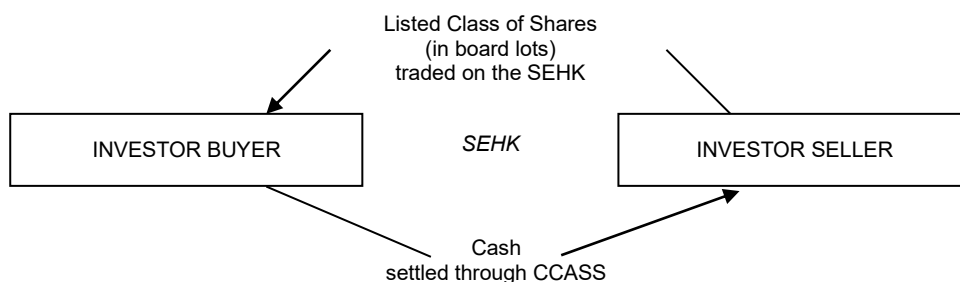 Listed Class of Shares
(in board lots)
traded on the SEHK
INVESTOR BUYER
SEHK
INVESTOR SELLER
Cash
settled through CCASS